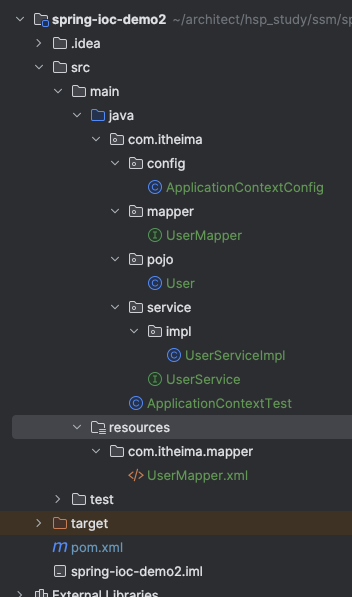 spring-ioc-demo2 ~/architect/hsp_study/ssm/sp
.idea
src
main
java
com.itheima
config
ApplicationContextConfig
mapper
UserMapper
pojo
User
service
impl
UserServiceImpl
UserService
ApplicationContextTest
resources
com.itheima.mapper
UserMapper.xml
test
target
pom.xml
spring-ioc-demo2.iml
External Libraries